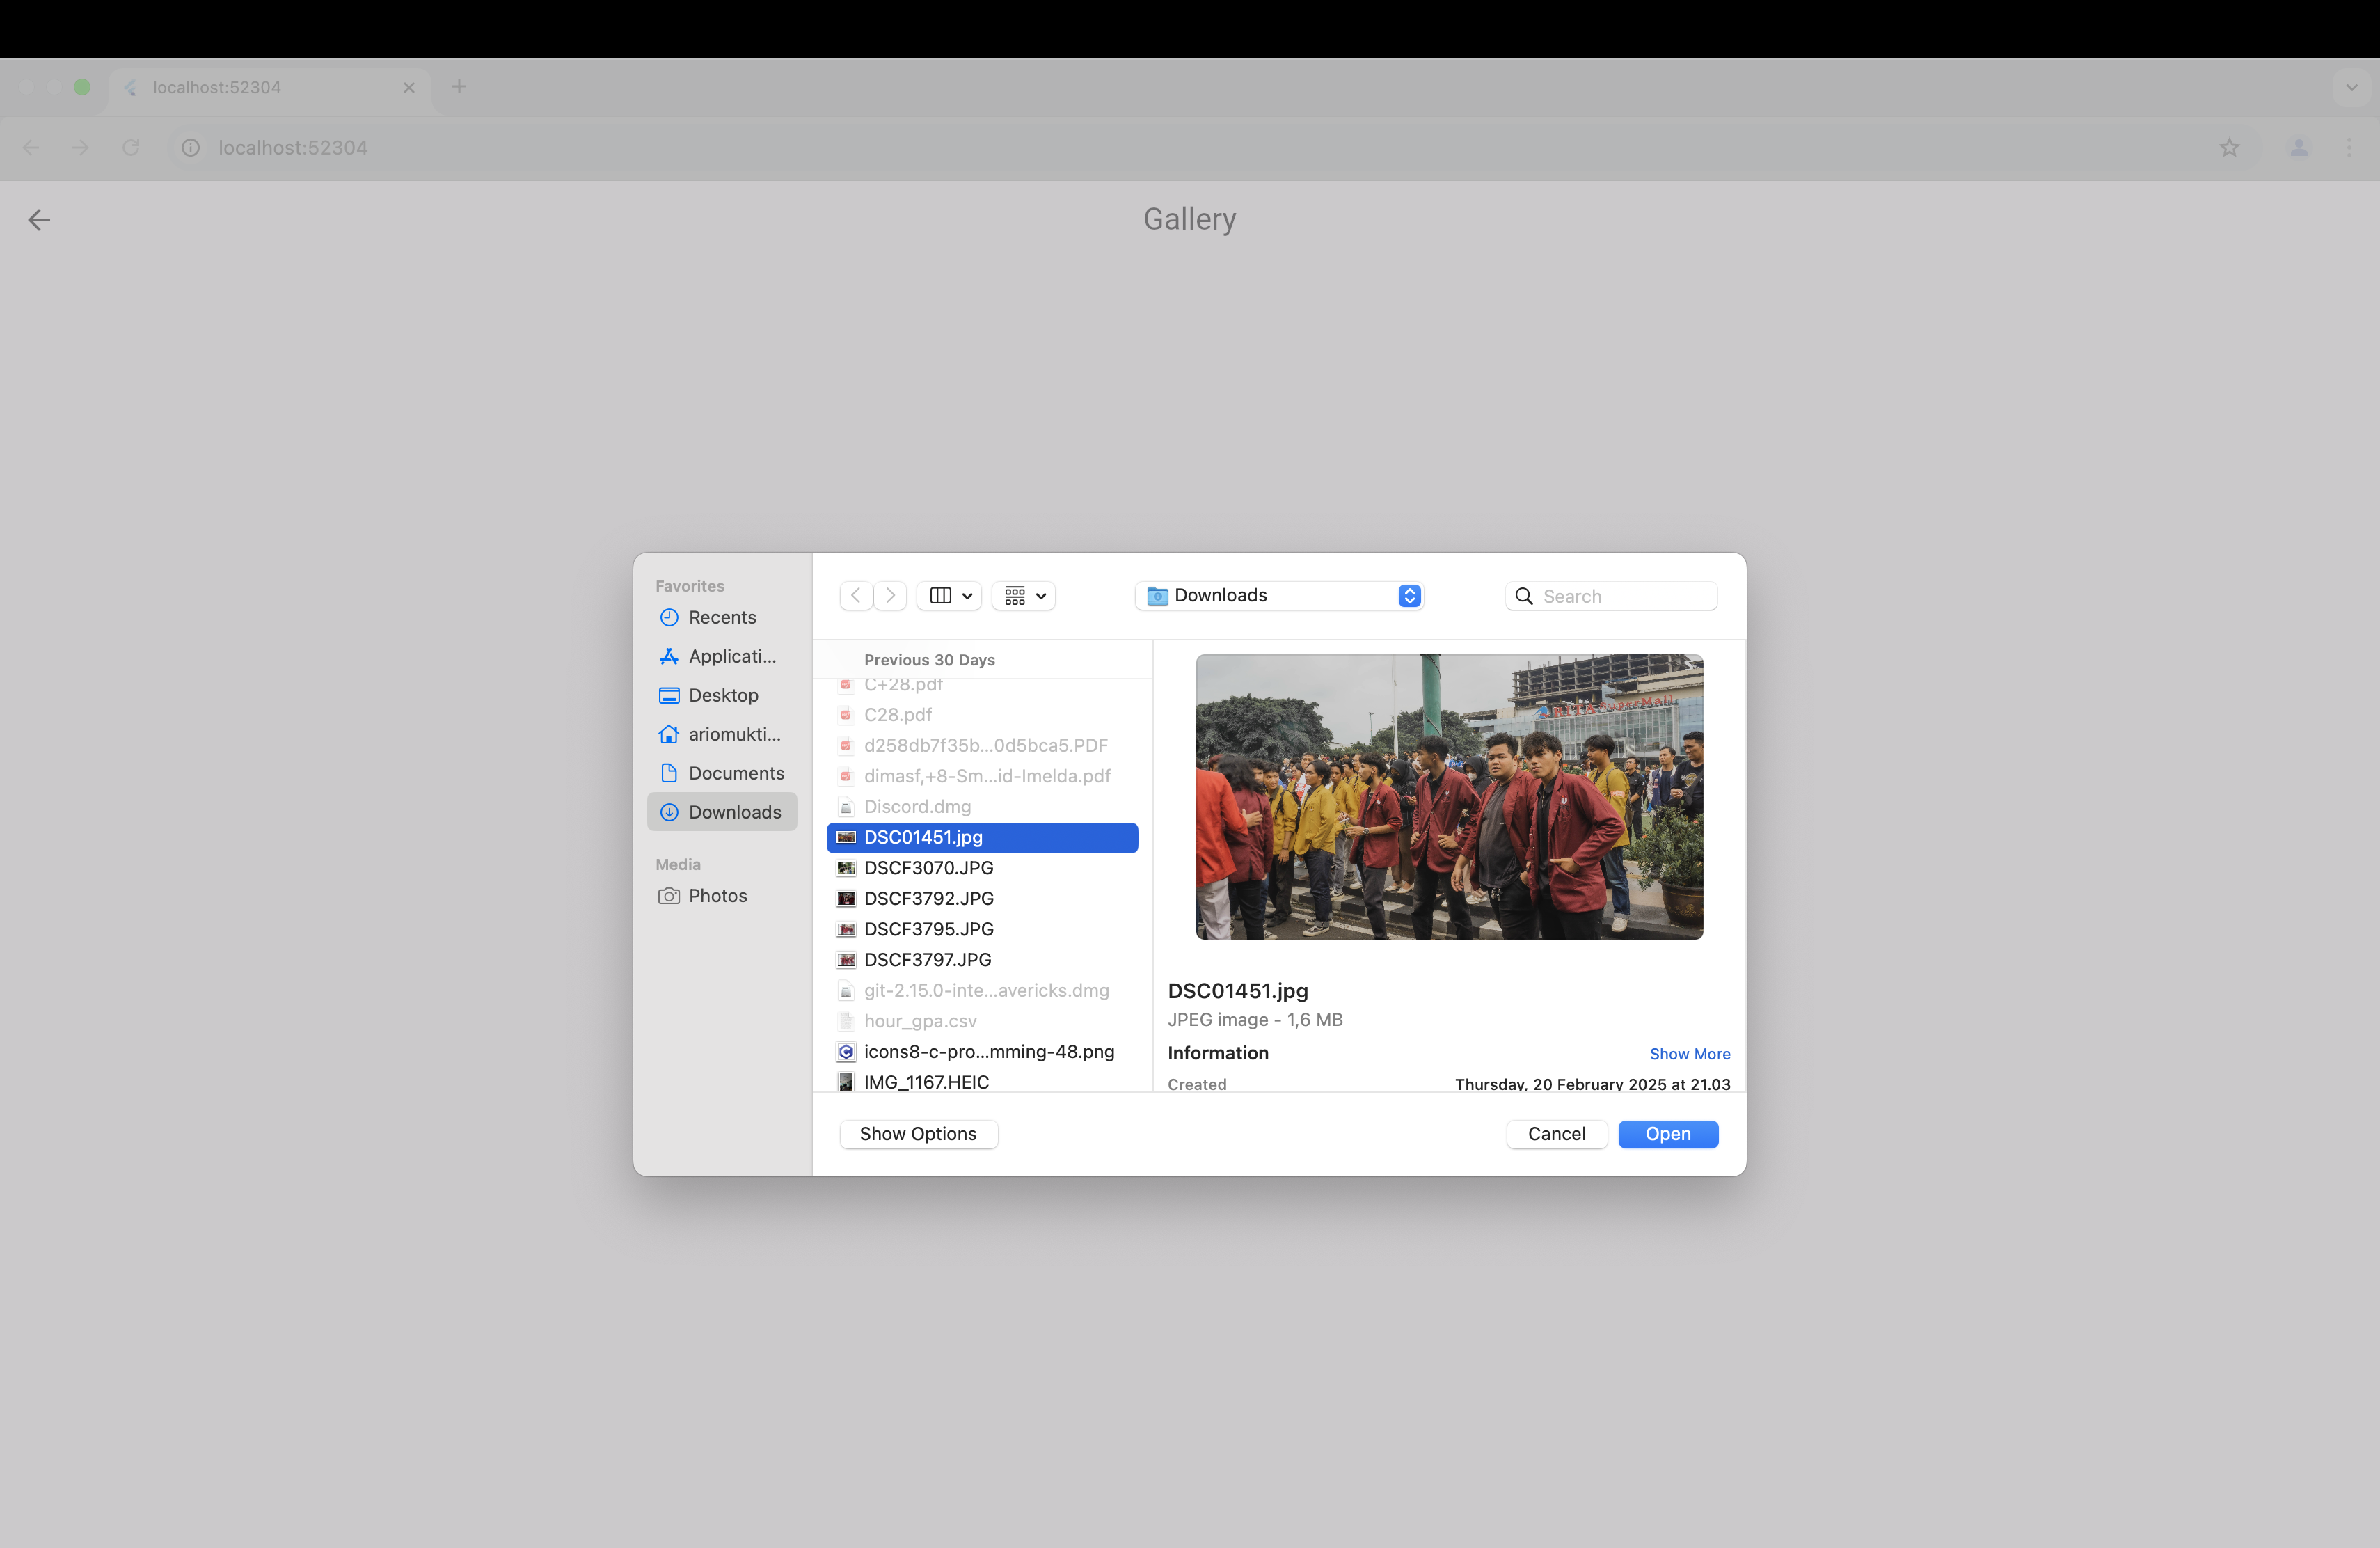 localhost:52304
localhost:52304
Gallery
Favorites
Recents
Applicati...
Desktop
ariomukti...
Documents
Downloads
Media
Photos
Downloads
Search
Previous 30 Days
C+28.pdf
C28.pdf
d258db7f35b...0d5bca5.PDF
dimasf,+8-Sm...id-Imelda.pdf
Discord.dmg
DSC01451.jpg
DSCF3070.JPG
DSCF3792.JPG
DSCF3795.JPG
DSCF3797.JPG
git-2.15.0-inte...avericks.dmg
hour_gpa.csv
icons8-c-pro...mming-48.png
IMG_1167.HEIC
RITA Mall
DSC01451.jpg
JPEG image - 1,6 MB
Information
Show More
Created
Thursday, 20 February 2025 at 21.03
Show Options
Cancel
Open